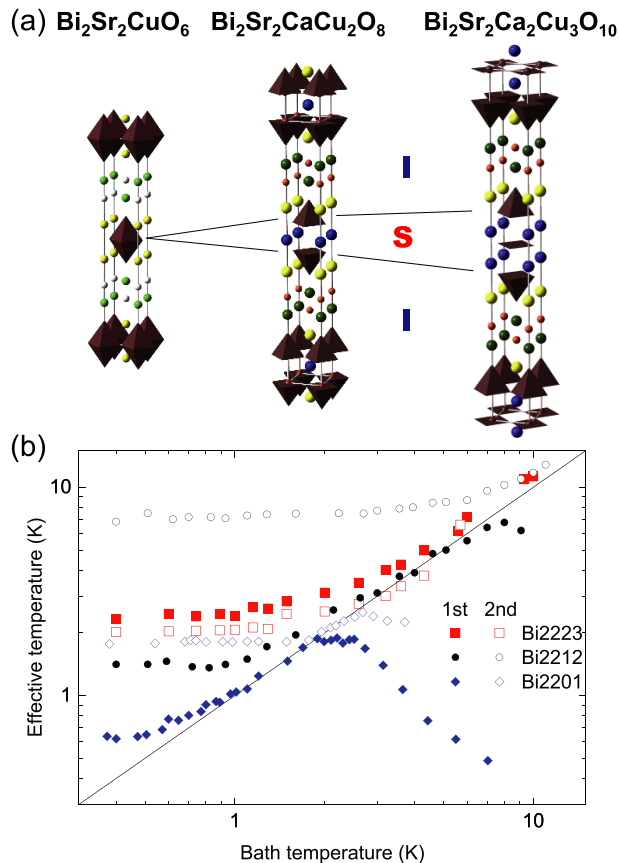 (a) Bi₂Sr₂CuO₆ Bi₂Sr₂CaCu₂O₈ Bi₂Sr₂Ca₂Cu₃O₁₀
I
S
I
(b)
Effective temperature (K)
10
1
1st 2nd
Bi2223
Bi2212
Bi2201
1 10
Bath temperature (K)